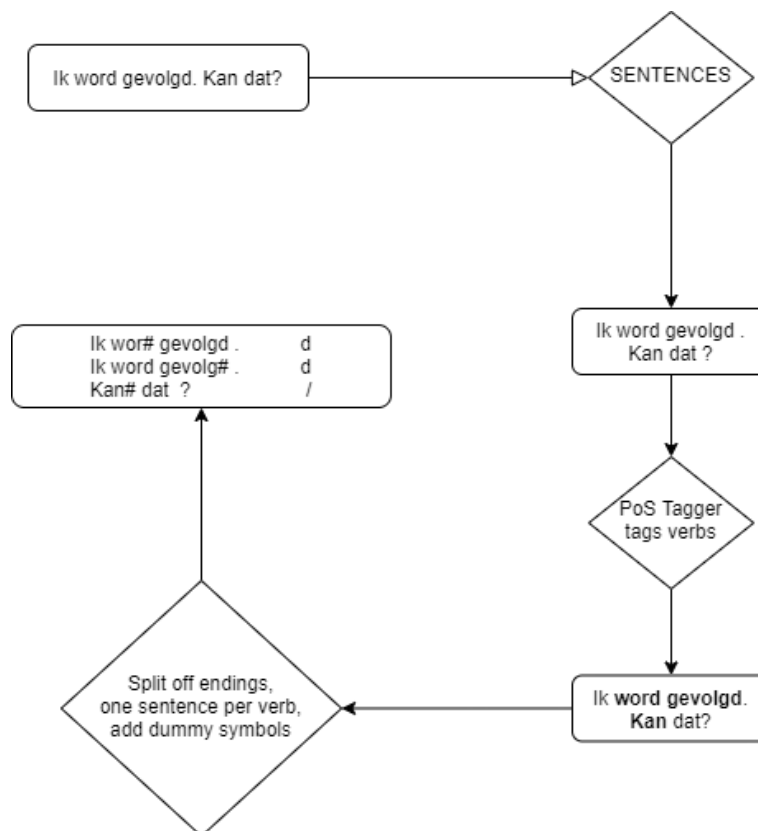 Ik word gevolgd. Kan dat?
SENTENCES
Ik word gevolgd .
Kan dat ?
PoS Tagger
tags verbs
Ik word gevolgd.
Kan dat?
Split off endings,
one sentence per verb,
add dummy symbols
Ik wor# gevolgd . d
Ik word gevolg# . d
Kan# dat ? /